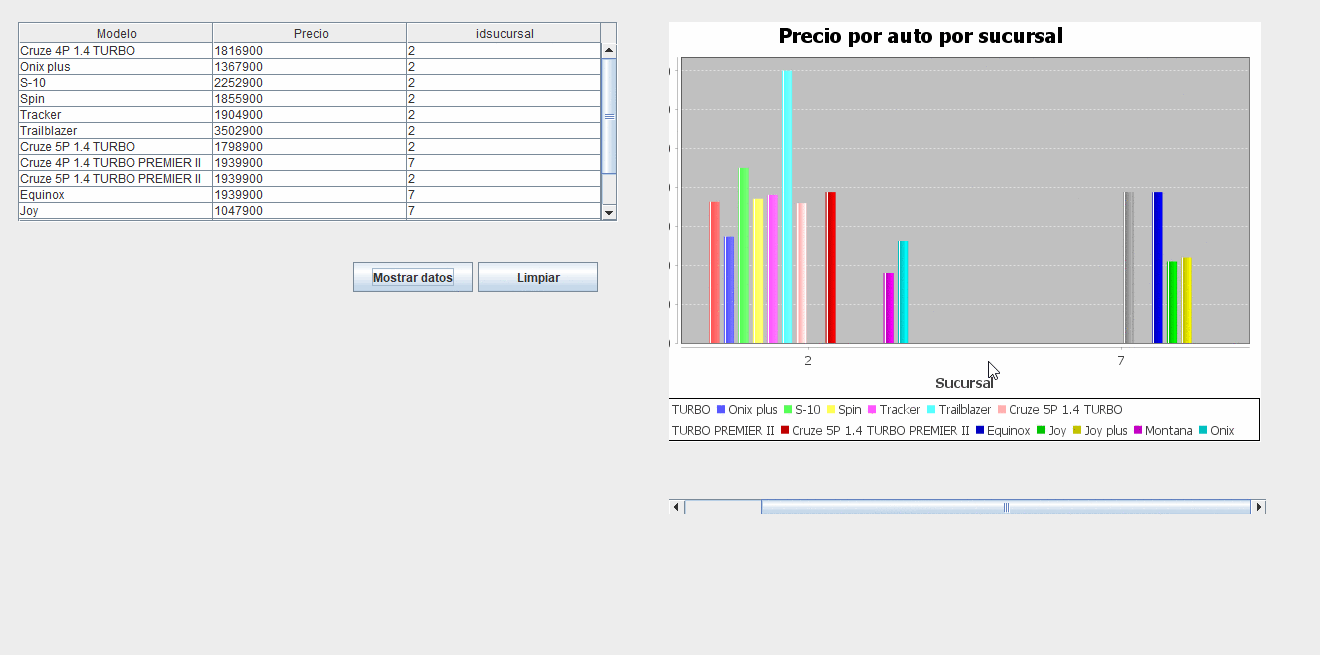 Modelo Precio idsucursal
Cruze 4P 1.4 TURBO 1816900 2
Onix plus 1367900 2
S-10 2252900 2
Spin 1855900 2
Tracker 1904900 2
Trailblazer 3502900 2
Cruze 5P 1.4 TURBO 1798900 2
Cruze 4P 1.4 TURBO PREMIER II 1939900 7
Cruze 5P 1.4 TURBO PREMIER II 1939900 2
Equinox 1939900 7
Joy 1047900 7
Mostrar datos Limpiar
Precio por auto por sucursal
2 7
Sucursal
TURBO Onix plus S-10 Spin Tracker Trailblazer Cruze 5P 1.4 TURBO
TURBO PREMIER II Cruze 5P 1.4 TURBO PREMIER II Equinox Joy Joy plus Montana Onix